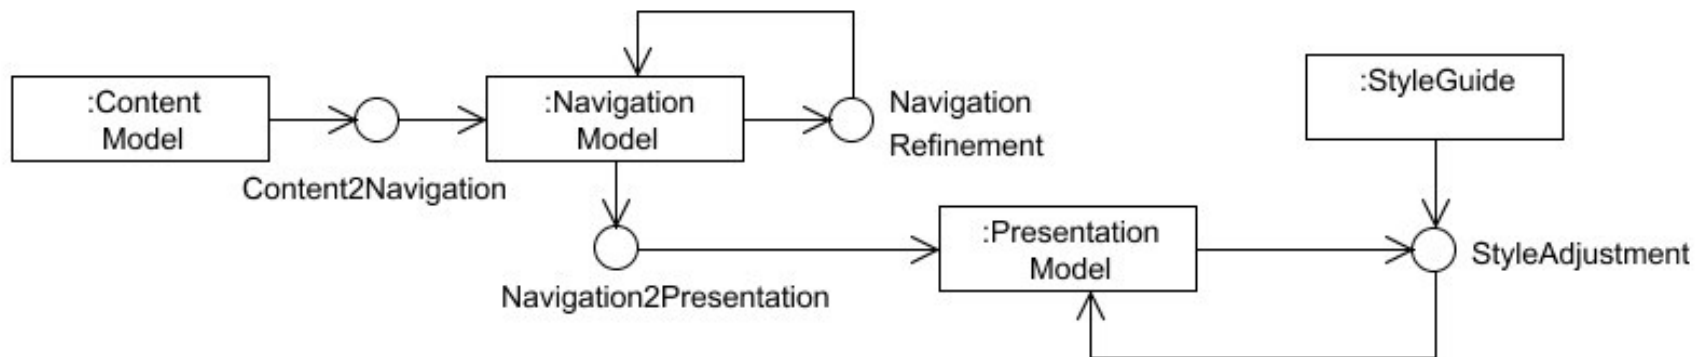 :Content
Model
Content2Navigation
:Navigation
Model
Navigation
Refinement
Navigation2Presentation
:Presentation
Model
:StyleGuide
StyleAdjustment